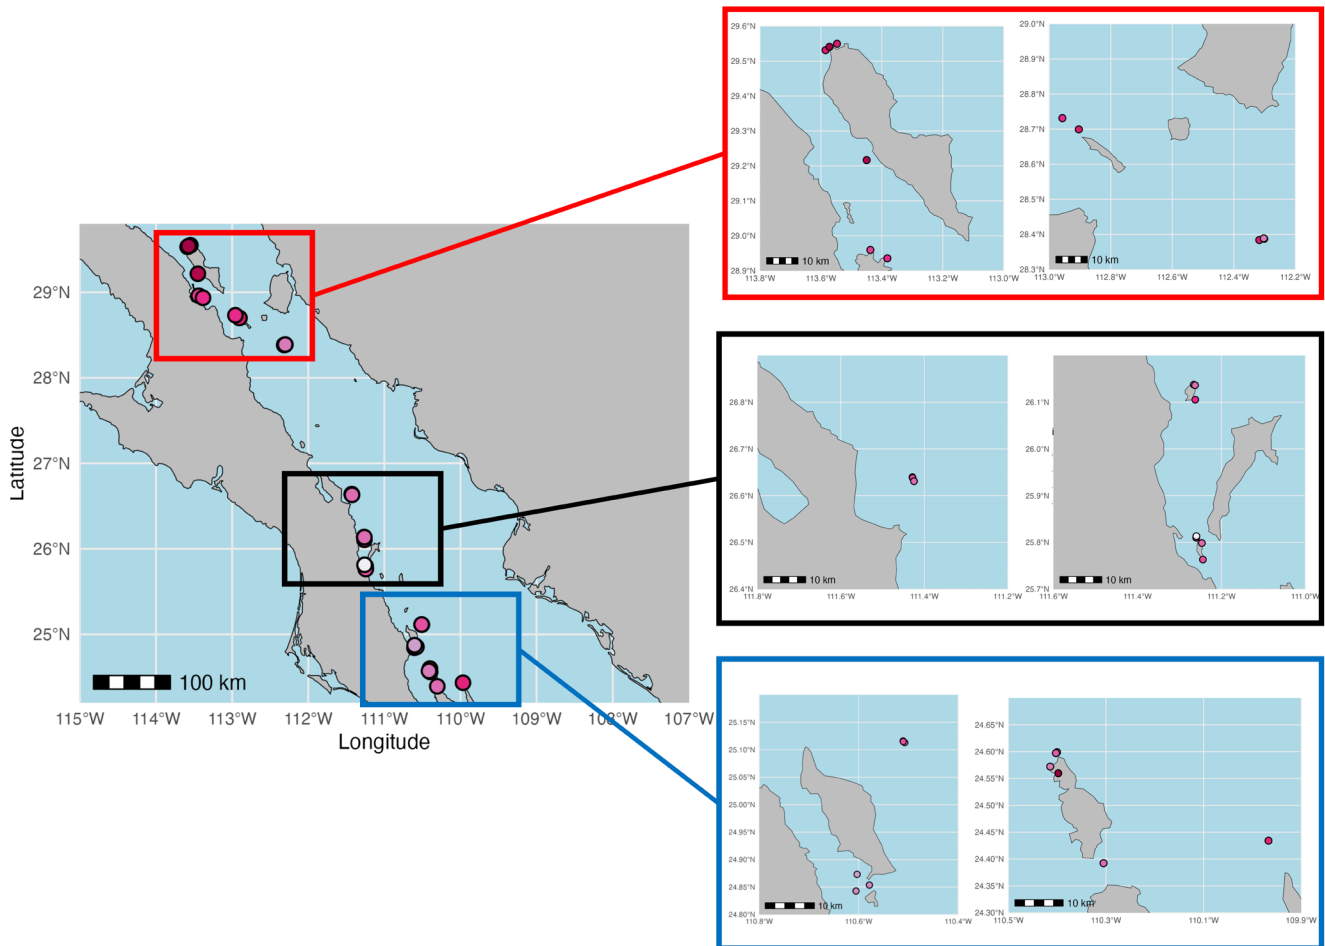 29°N
28°N
27°N
26°N
25°N
Latitude
100 km
115°W 114°W 113°W 112°W 111°W 110°W 109°W 108°W 107°W
Longitude
29.6°N
29.5°N
29.4°N
29.3°N
29.2°N
29.1°N
29.0°N
28.9°N
10 km
113.8°W 113.6°W 113.4°W 113.2°W 113.0°W
29.0°N
28.9°N
28.8°N
28.7°N
28.6°N
28.5°N
28.4°N
28.3°N
10 km
113.0°W 112.8°W 112.6°W 112.4°W 112.2°W
26.8°N
26.7°N
26.6°N
26.5°N
26.4°N
10 km
111.8°W 111.6°W 111.4°W 111.2°W
26.1°N
26.0°N
25.9°N
25.8°N
25.7°N
10 km
111.6°W 111.4°W 111.2°W 111.0°W
25.15°N
25.10°N
25.05°N
25.00°N
24.95°N
24.90°N
24.85°N
24.80°N
10 km
110.8°W 110.6°W 110.4°W
24.65°N
24.60°N
24.55°N
24.50°N
24.45°N
24.40°N
24.35°N
24.30°N
10 km
110.5°W 110.3°W 110.1°W 109.9°W